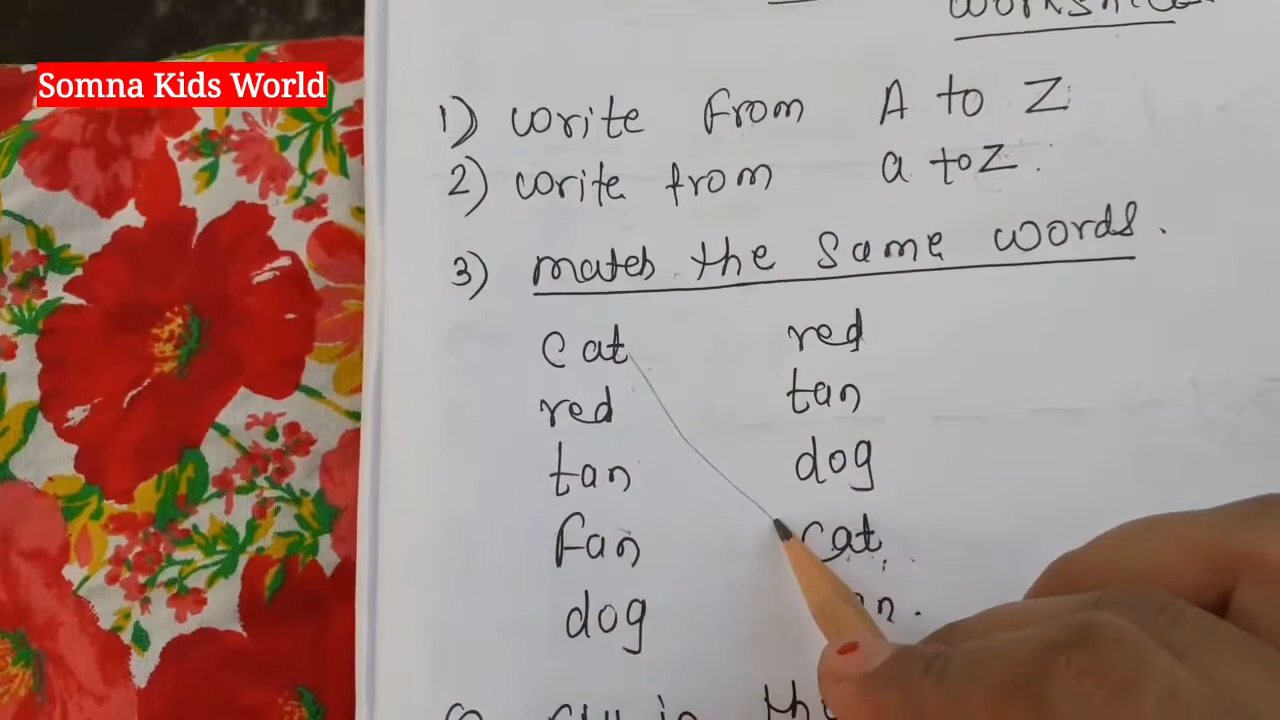 worksheet
Somna Kids World
1) write from A to Z
2) write from a to Z.
3) match the same words.
cat red
red tan
tan dog
Fan cat
dog